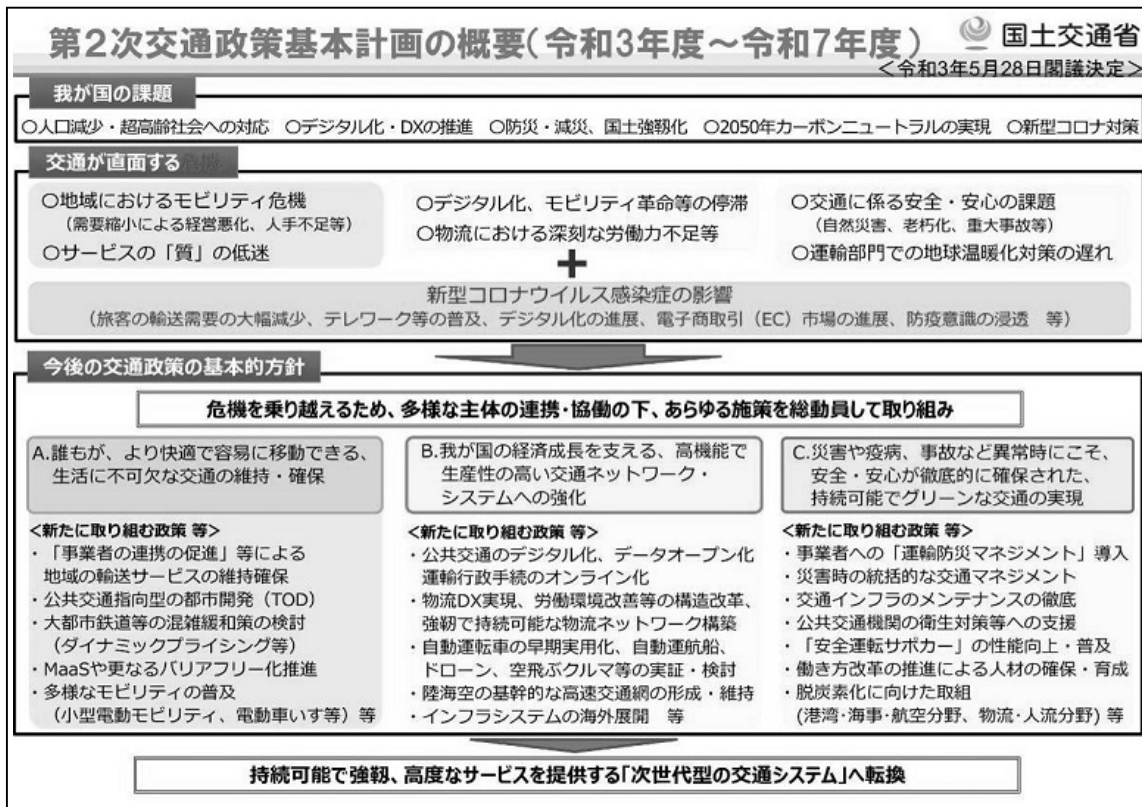 第2次交通政策基本計画の概要(令和3年度～令和7年度)
国土交通省
＜令和3年5月28日閣議決定＞
我が国の課題
○人口減少・超高齢社会への対応 ○デジタル化・DXの推進 ○防災・減災、国土強靱化 ○2050年カーボンニュートラルの実現 ○新型コロナ対策
交通が直面する危機
○地域におけるモビリティ危機
(需要縮小による経営悪化、人手不足等)
○サービスの「質」の低迷
○デジタル化、モビリティ革命等の停滞
○物流における深刻な労働力不足等
○交通に係る安全・安心の課題
(自然災害、老朽化、重大事故等)
○運輸部門での地球温暖化対策の遅れ
+
新型コロナウイルス感染症の影響
(旅客の輸送需要の大幅減少、テレワーク等の普及、デジタル化の進展、電子商取引（EC）市場の進展、防疫意識の浸透 等)
今後の交通政策の基本的方針
危機を乗り越えるため、多様な主体の連携・協働の下、あらゆる施策を総動員して取り組み
A.誰もが、より快適で容易に移動できる、
生活に不可欠な交通の維持・確保
<新たに取り組む政策 等>
・「事業者の連携の促進」等による
地域の輸送サービスの維持確保
・公共交通指向型の都市開発（TOD）
・大都市鉄道等の混雑緩和策の検討
（ダイナミックプライシング等）
・MaaSや更なるバリアフリー化推進
・多様なモビリティの普及
（小型電動モビリティ、電動車いす等）等
B.我が国の経済成長を支える、高機能で
生産性の高い交通ネットワーク・
システムへの強化
<新たに取り組む政策 等>
・公共交通のデジタル化、データオープン化
運輸行政手続のオンライン化
・物流DX実現、労働環境改善等の構造改革、
強靱で持続可能な物流ネットワーク構築
・自動運転車の早期実用化、自動運航船、
ドローン、空飛ぶクルマ等の実証・検討
・陸海空の基幹的な高速交通網の形成・維持
・インフラシステムの海外展開 等
C.災害や疫病、事故など異常時にこそ、
安全・安心が徹底的に確保された、
持続可能でグリーンな交通の実現
<新たに取り組む政策 等>
・事業者への「運輸防災マネジメント」導入
・災害時の統括的な交通マネジメント
・交通インフラのメンテナンスの徹底
・公共交通機関の衛生対策等への支援
・「安全運転サポカー」の性能向上・普及
・働き方改革の推進による人材の確保・育成
・脱炭素化に向けた取組
(港湾・海事・航空分野、物流・人流分野) 等
持続可能で強靱、高度なサービスを提供する「次世代型の交通システム」へ転換